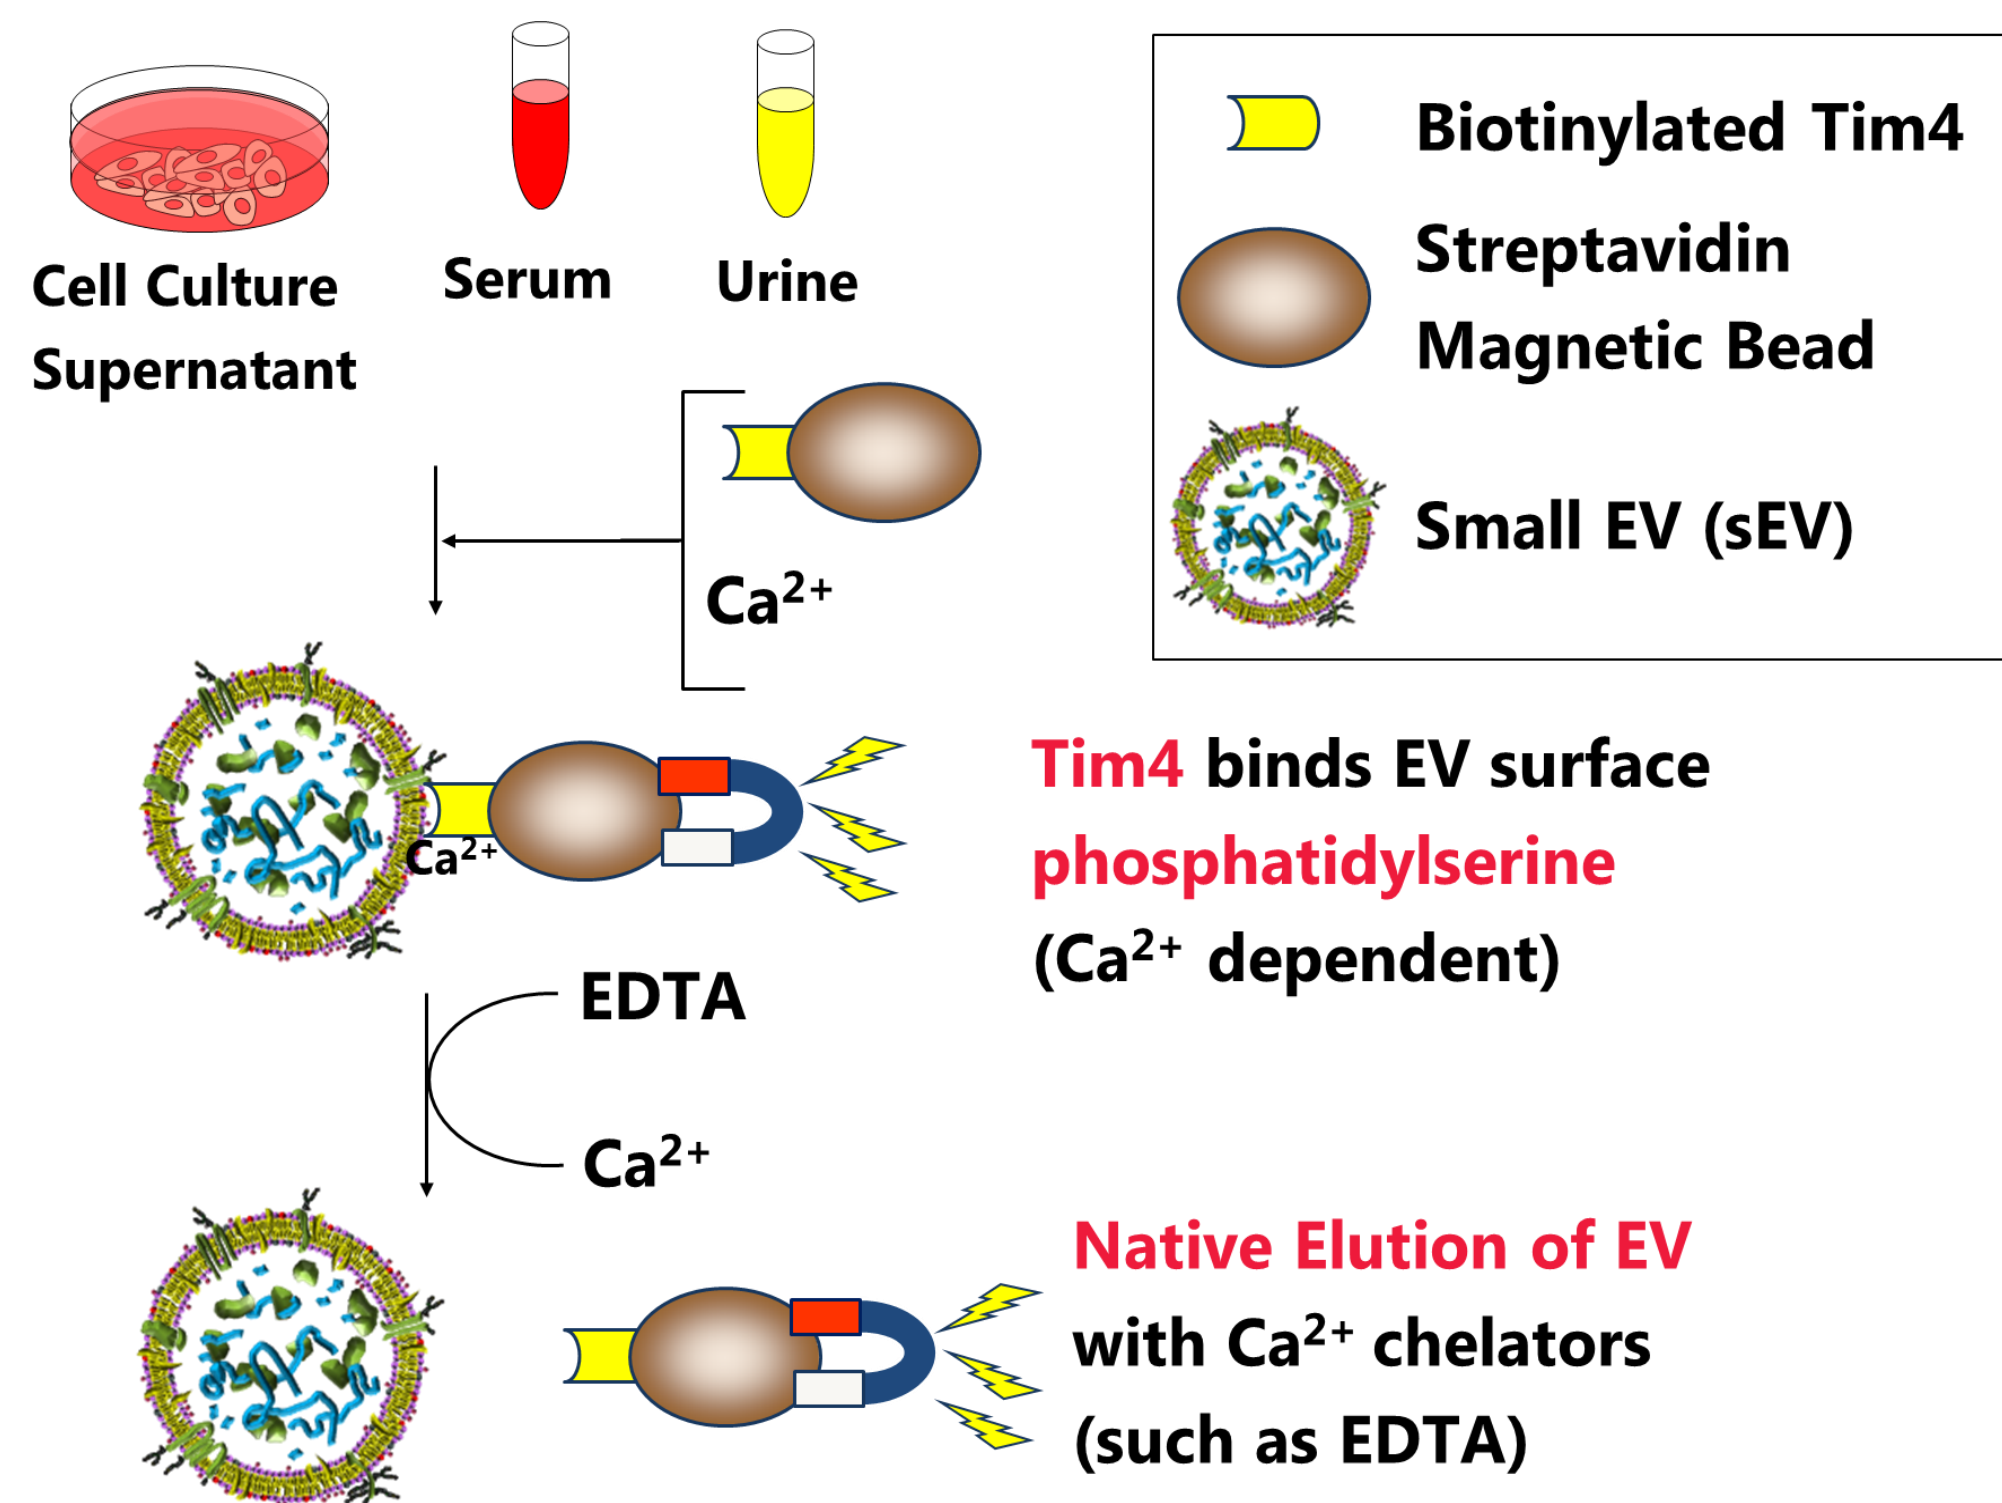 Cell Culture
Supernatant
Serum
Urine
Biotinylated Tim4
Streptavidin
Magnetic Bead
Small EV (sEV)
Ca²⁺
Ca²⁺
Tim4 binds EV surface
phosphatidylserine
(Ca²⁺ dependent)
EDTA
Ca²⁺
Native Elution of EV
with Ca²⁺ chelators
(such as EDTA)